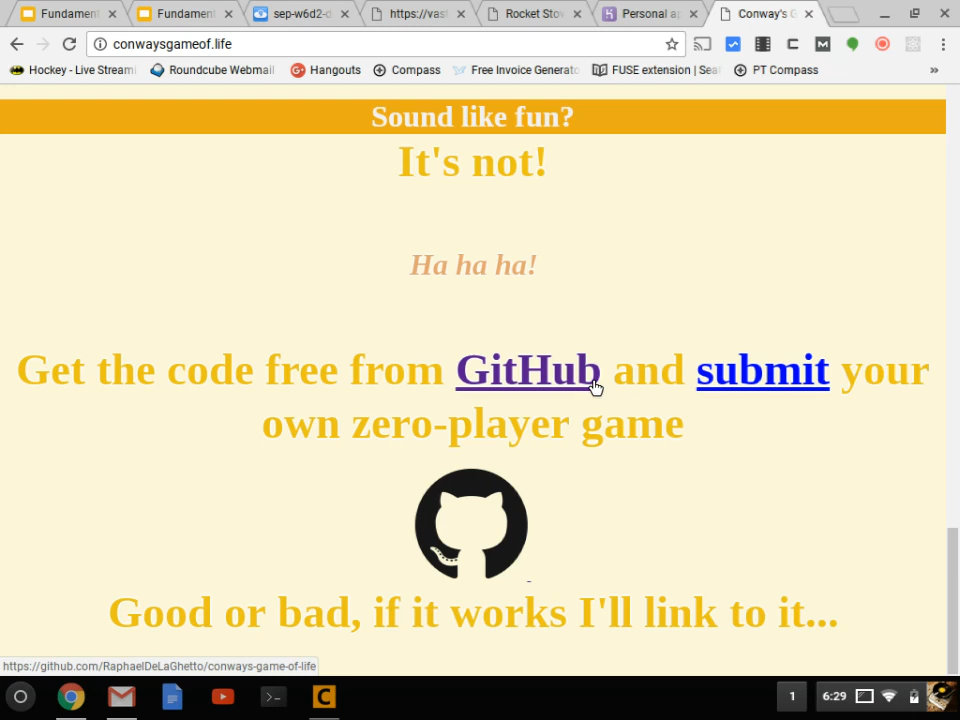 Fundament
Fundament
sep-w6d2-d
https://vast
Rocket Stov
Personal ap
Conway's G
conwaysgameof.life
Hockey - Live Streami
Roundcube Webmail
Hangouts
Compass
Free Invoice Generato
FUSE extension | Sea
PT Compass
»
Sound like fun?
It's not!
Ha ha ha!
Get the code free from GitHub and submit your
own zero-player game
Good or bad, if it works I'll link to it...
https://github.com/RaphaelDeLaGhetto/conways-game-of-life
1
6:29